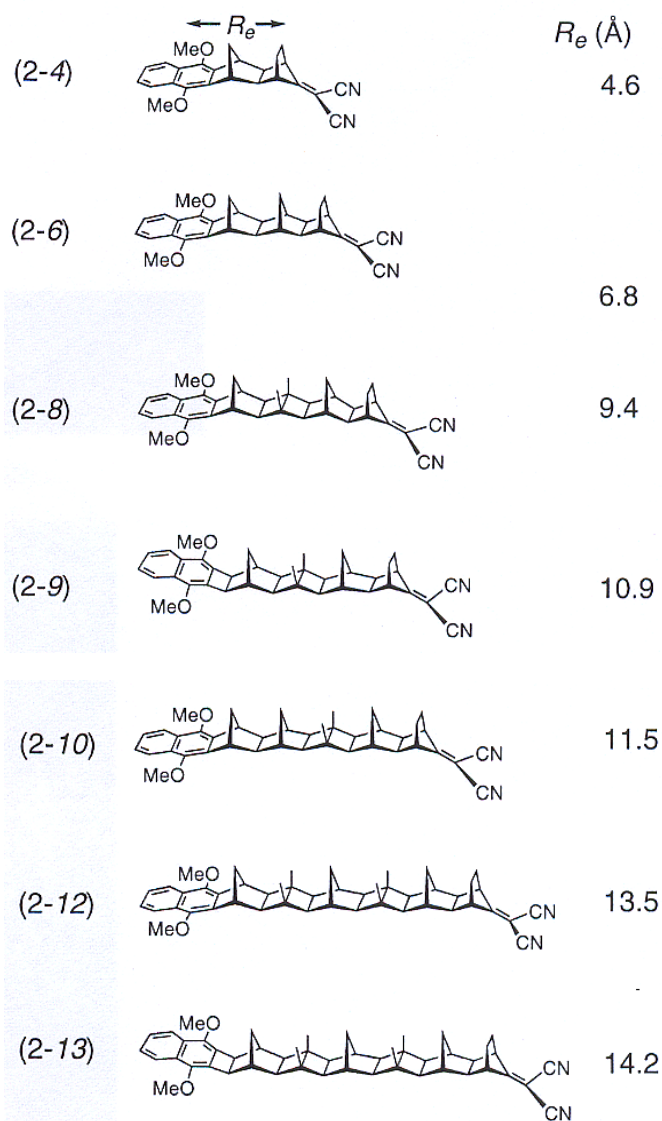 R_e R_e (Å)
(2-4) MeO 4.6
MeO CN
CN
(2-6) MeO
MeO CN
CN
6.8
(2-8) MeO 9.4
MeO CN
CN
(2-9) MeO 10.9
MeO CN
CN
(2-10) MeO 11.5
MeO CN
CN
(2-12) MeO 13.5
MeO CN
CN
(2-13) MeO 14.2
MeO CN
CN